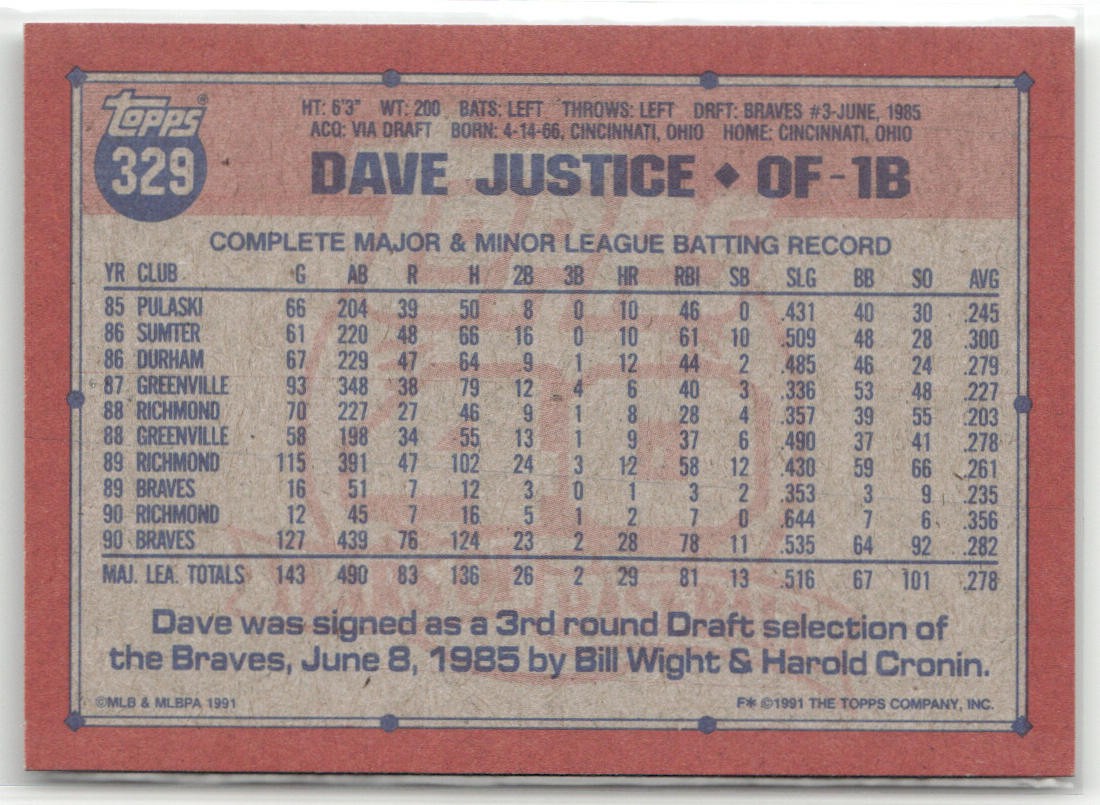 TOPPS®
329
HT: 6'3" WT: 200 BATS: LEFT THROWS: LEFT DRFT: BRAVES #3-JUNE, 1985
ACQ: VIA DRAFT BORN: 4-14-66, CINCINNATI, OHIO HOME: CINCINNATI, OHIO
DAVE JUSTICE ♦ OF-1B
COMPLETE MAJOR & MINOR LEAGUE BATTING RECORD
YR CLUB G AB R H 2B 3B HR RBI SB SLG BB SO AVG
85 PULASKI 66 204 39 50 8 0 10 46 0 .431 40 30 .245
86 SUMTER 61 220 48 66 16 0 10 61 10 .509 48 28 .300
86 DURHAM 67 229 47 64 9 1 12 44 2 .485 46 24 .279
87 GREENVILLE 93 348 38 79 12 4 6 40 3 .336 53 48 .227
88 RICHMOND 70 227 27 46 9 1 8 28 4 .357 39 55 .203
88 GREENVILLE 58 198 34 55 13 1 9 37 6 .490 37 41 .278
89 RICHMOND 115 391 47 102 24 3 12 58 12 .430 59 66 .261
89 BRAVES 16 51 7 12 3 0 1 3 2 .353 3 9 .235
90 RICHMOND 12 45 7 16 5 1 2 7 0 .644 7 6 .356
90 BRAVES 127 439 76 124 23 2 28 78 11 .535 64 92 .282
MAJ. LEA. TOTALS 143 490 83 136 26 2 29 81 13 .516 67 101 .278
Dave was signed as a 3rd round Draft selection of
the Braves, June 8, 1985 by Bill Wight & Harold Cronin.
©MLB & MLBPA 1991 F* ©1991 THE TOPPS COMPANY, INC.